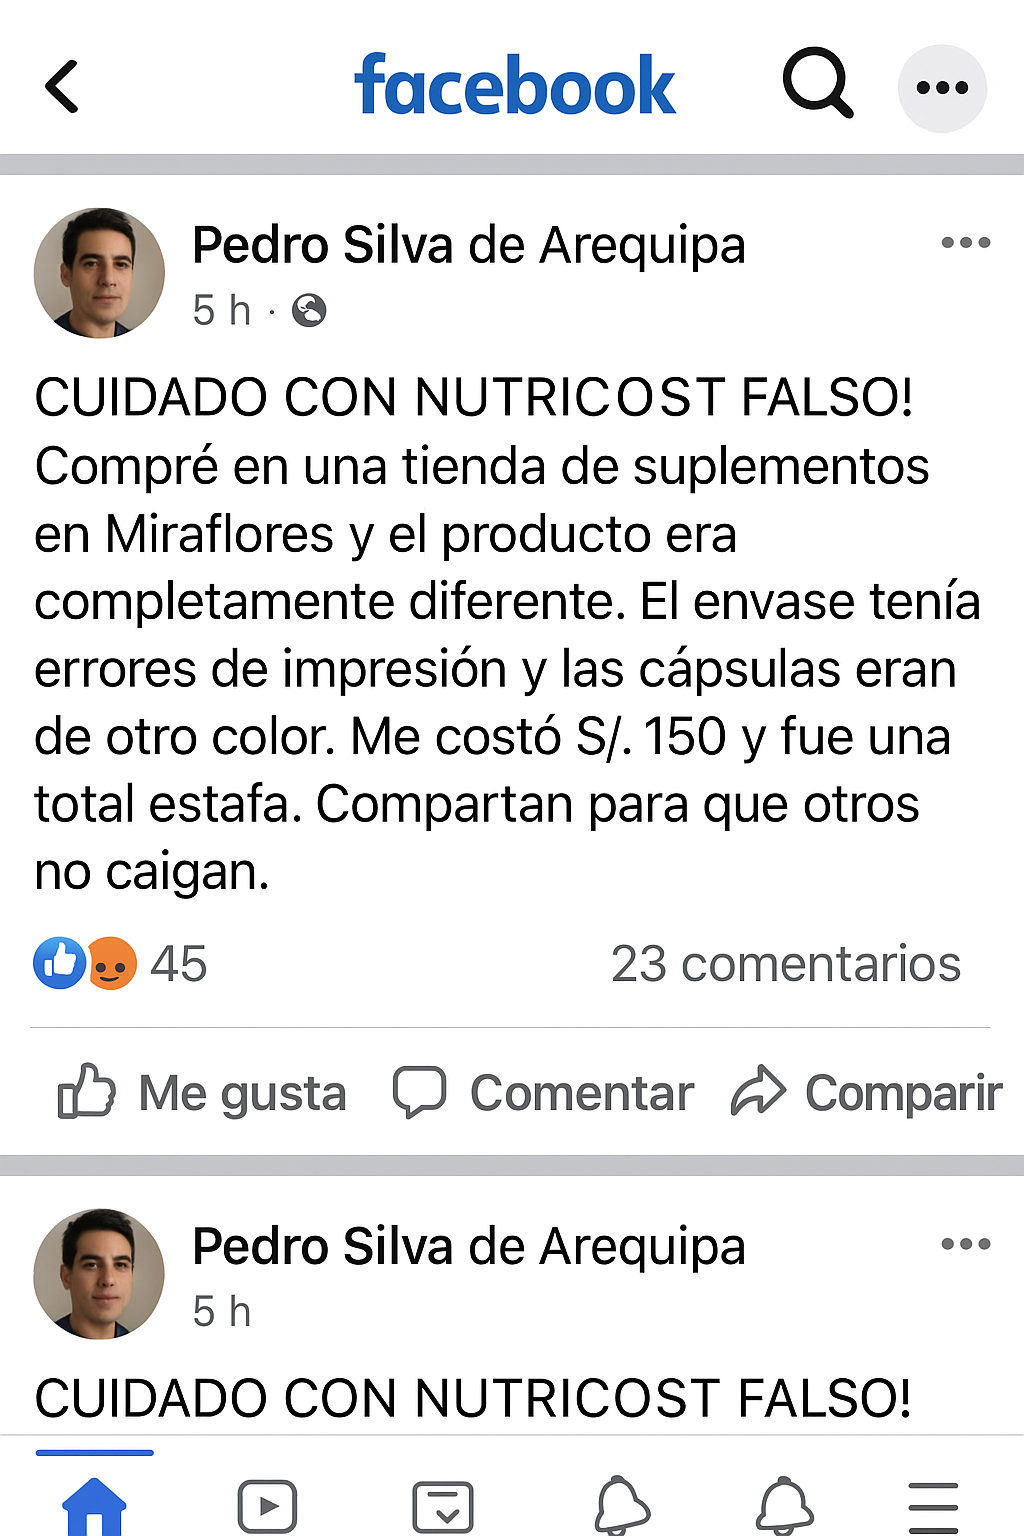 facebook
Pedro Silva de Arequipa
5 h ·
CUIDADO CON NUTRICOST FALSO!
Compré en una tienda de suplementos
en Miraflores y el producto era
completamente diferente. El envase tenía
errores de impresión y las cápsulas eran
de otro color. Me costó S/. 150 y fue una
total estafa. Compartan para que otros
no caigan.
45 23 comentarios
Me gusta Comentar Comparir
Pedro Silva de Arequipa
5 h
CUIDADO CON NUTRICOST FALSO!